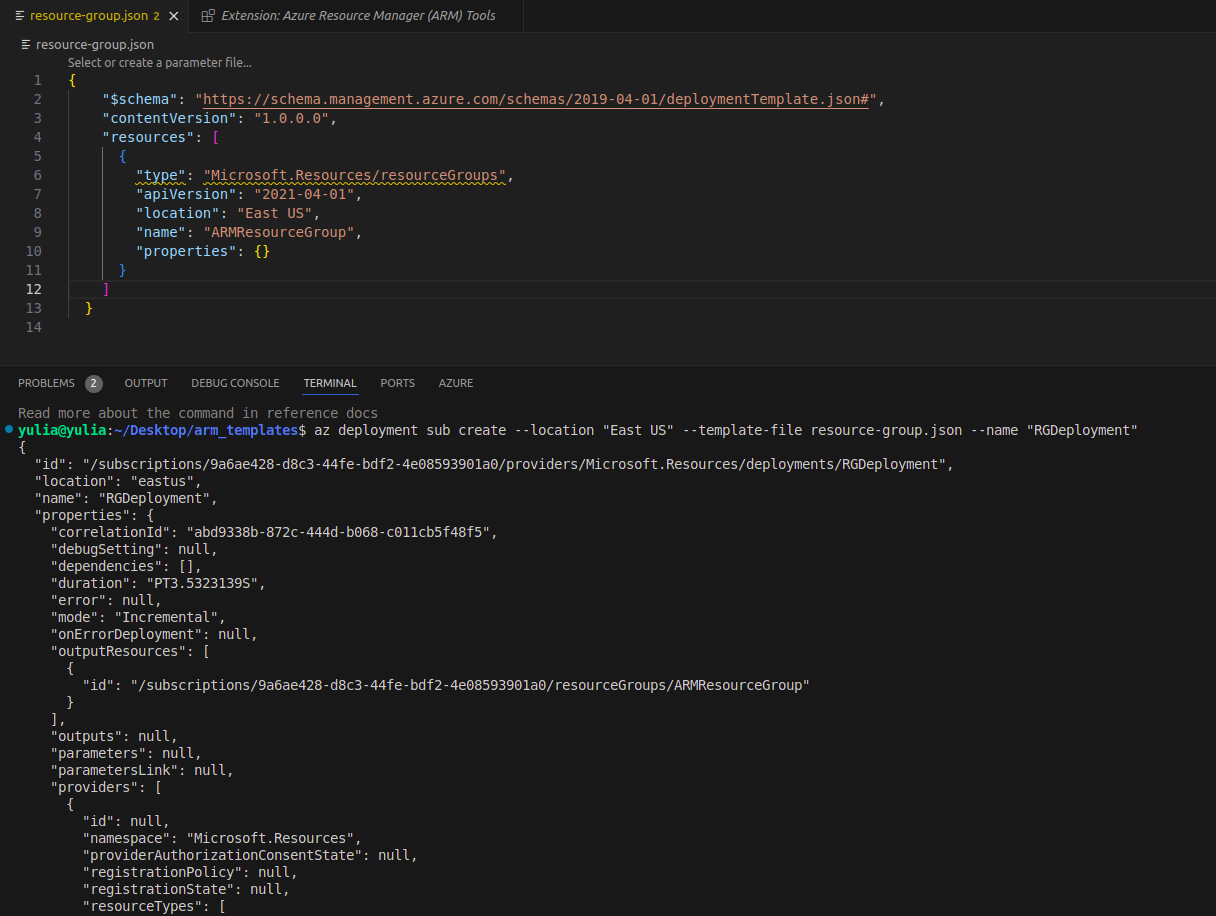 resource-group.json 2
Extension: Azure Resource Manager (ARM) Tools
resource-group.json
Select or create a parameter file...
1 {
2 "$schema": "https://schema.management.azure.com/schemas/2019-04-01/deploymentTemplate.json#",
3 "contentVersion": "1.0.0.0",
4 "resources": [
5 {
6 "type": "Microsoft.Resources/resourceGroups",
7 "apiVersion": "2021-04-01",
8 "location": "East US",
9 "name": "ARMResourceGroup",
10 "properties": {}
11 }
12 ]
13 }
14
PROBLEMS 2 OUTPUT DEBUG CONSOLE TERMINAL PORTS AZURE
Read more about the command in reference docs
yulia@yulia:~/Desktop/arm_templates$ az deployment sub create --location "East US" --template-file resource-group.json --name "RGDeployment"
{
"id": "/subscriptions/9a6ae428-d8c3-44fe-bdf2-4e08593901a0/providers/Microsoft.Resources/deployments/RGDeployment",
"location": "eastus",
"name": "RGDeployment",
"properties": {
"correlationId": "abd9338b-872c-444d-b068-c011cb5f48f5",
"debugSetting": null,
"dependencies": [],
"duration": "PT3.5323139S",
"error": null,
"mode": "Incremental",
"onErrorDeployment": null,
"outputResources": [
{
"id": "/subscriptions/9a6ae428-d8c3-44fe-bdf2-4e08593901a0/resourceGroups/ARMResourceGroup"
}
],
"outputs": null,
"parameters": null,
"parametersLink": null,
"providers": [
{
"id": null,
"namespace": "Microsoft.Resources",
"providerAuthorizationConsentState": null,
"registrationPolicy": null,
"registrationState": null,
"resourceTypes": [